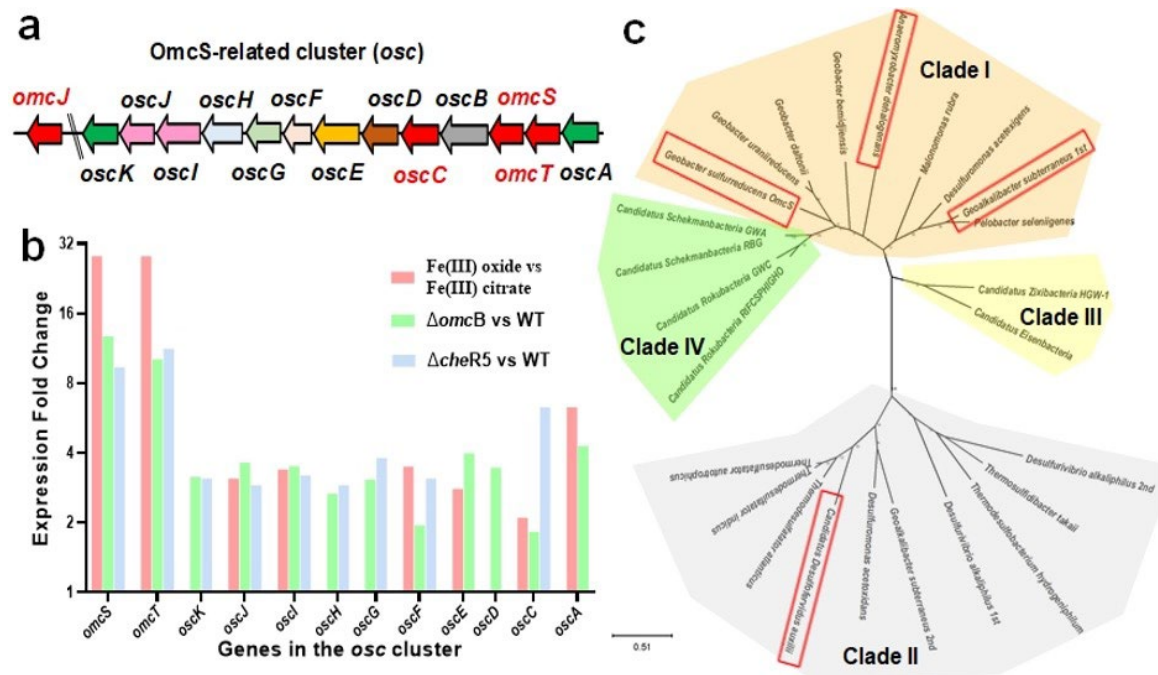 a
OmcS-related cluster (osc)
omcJ
oscJ
oscH
oscF
oscD
oscB
omcS
oscK
oscI
oscG
oscE
oscC
omcT
oscA
b
Expression Fold Change
32
16
8
4
2
1
Fe(III) oxide vs
Fe(III) citrate
ΔomcB vs WT
ΔcheR5 vs WT
omcS
omcT
oscK
oscJ
oscI
oscH
oscG
oscF
oscE
oscD
oscC
oscA
Genes in the osc cluster
c
Clade I
Geobacter sulfurreducens OmcS
Geobacter uraniireducens
Geobacter daltonii
Geobacter bemidjiensis
Anaeromyxobacter dehalogenans
Malonomonas rubra
Desulfuromonas acetexigens
Geoalkalibacter subterraneus 1st
Pelobacter seleniigenes
Candidatus Schekmanbacteria GWA
Candidatus Schekmanbacteria RBG
Candidatus Rokubacteria GWC
Candidatus Rokubacteria RIFCSPHIGHO
Clade IV
Candidatus Zixibacteria HGW-1
Candidatus Eisenbacteria
Clade III
Thermodesulfatator autotrophicus
Thermodesulfatator indicus
Thermodesulfatator atlanticus
Candidatus Desulfofervidus auxilii
Desulfuromonas acetoxidans
Geoalkalibacter subterraneus 2nd
Desulfurivibrio alkaliphilus 1st
Thermodesulfobacterium hydrogeniphilum
Thermosulfidibacter takaii
Desulfurivibrio alkaliphilus 2nd
Clade II
0.51